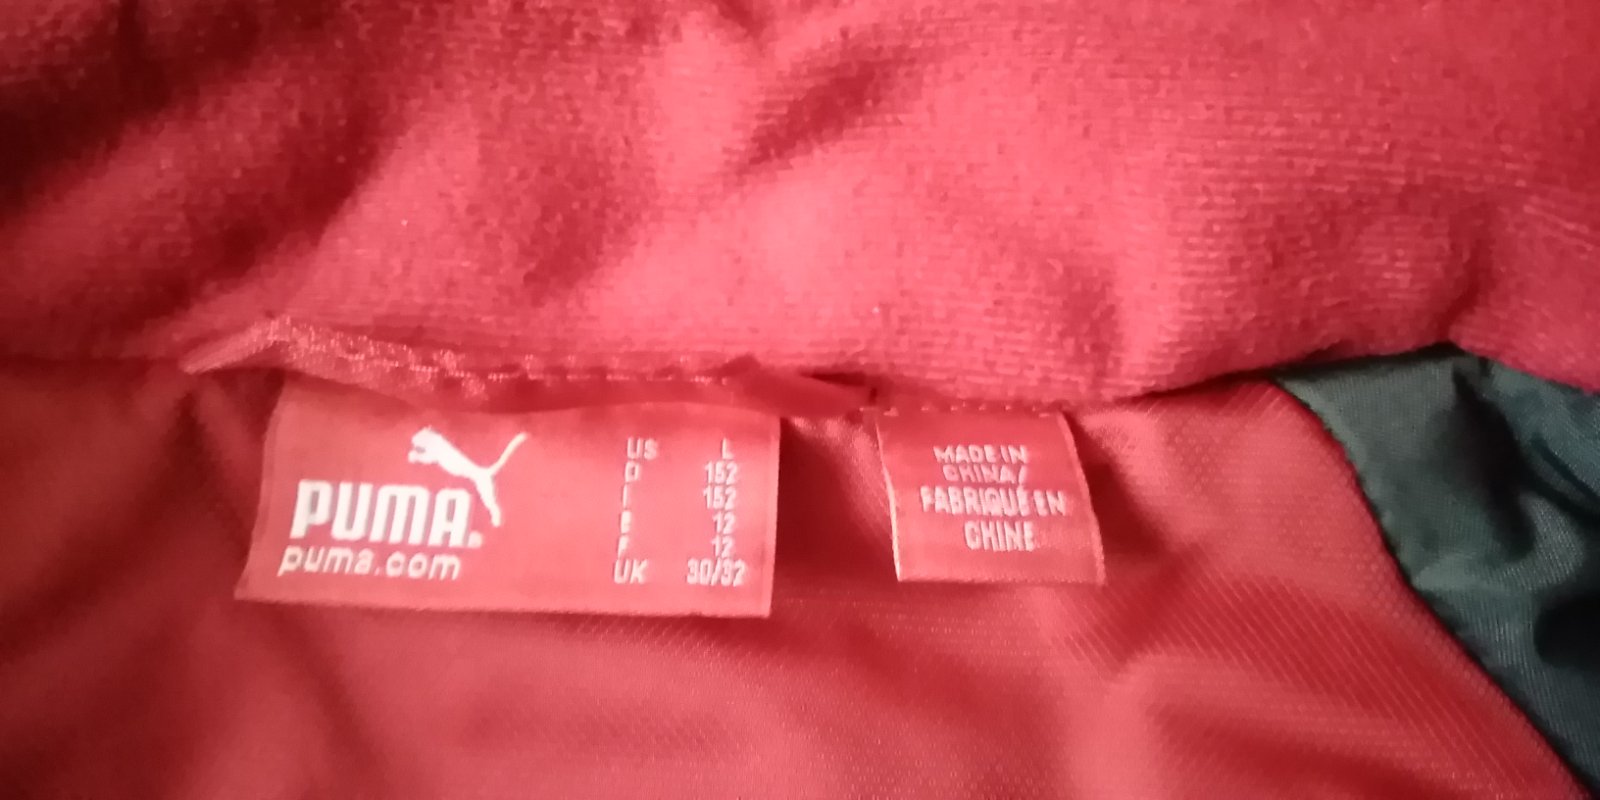 PUMA.
puma.com
US L
D 152
I 152
E 12
F 12
UK 30/32
MADE IN
CHINA/
FABRIQUÉ EN
CHINE